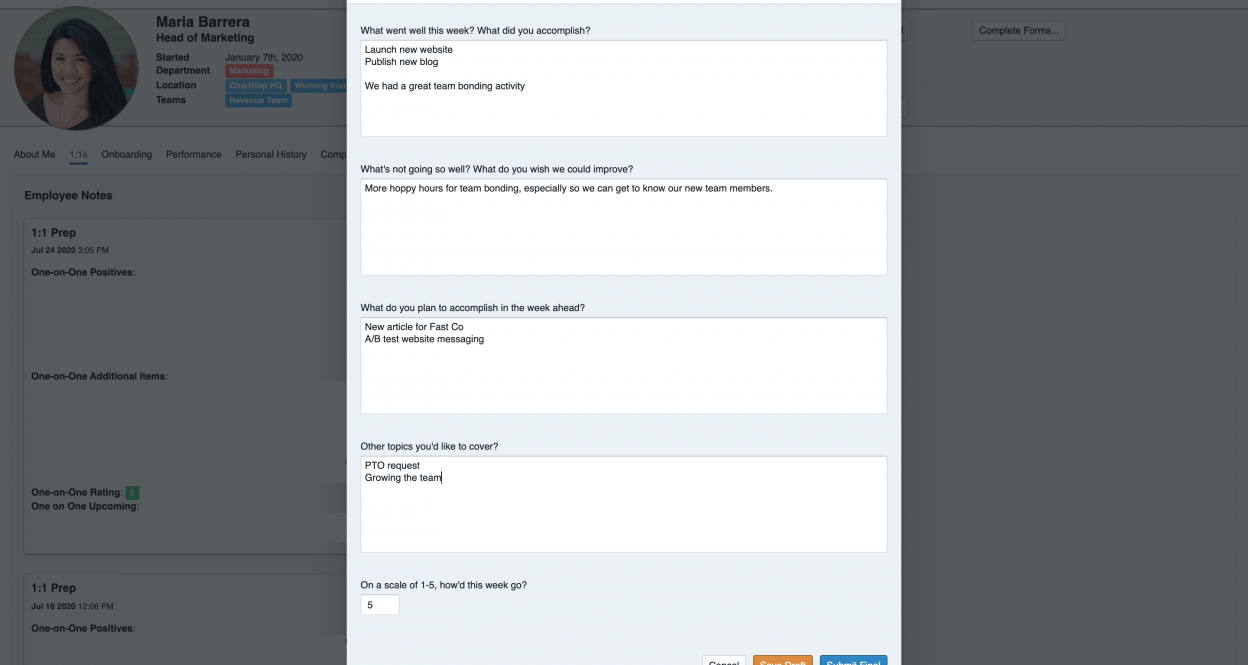 Maria Barrera
Head of Marketing
Started January 7th, 2020
Department Marketing
Location ChartHop HQ Working from
Teams Revenue Team
Complete Forms...
About Me 1:1s Onboarding Performance Personal History Comp
Employee Notes
1:1 Prep
Jul 24 2020 3:05 PM
One-on-One Positives:
One-on-One Additional Items:
One-on-One Rating: 5
One on One Upcoming:
1:1 Prep
Jul 16 2020 12:06 PM
One-on-One Positives:
What went well this week? What did you accomplish?
Launch new website
Publish new blog
We had a great team bonding activity
What's not going so well? What do you wish we could improve?
More hoppy hours for team bonding, especially so we can get to know our new team members.
What do you plan to accomplish in the week ahead?
New article for Fast Co
A/B test website messaging
Other topics you'd like to cover?
PTO request
Growing the team
On a scale of 1-5, how'd this week go?
5
Cancel Save Draft Submit Final